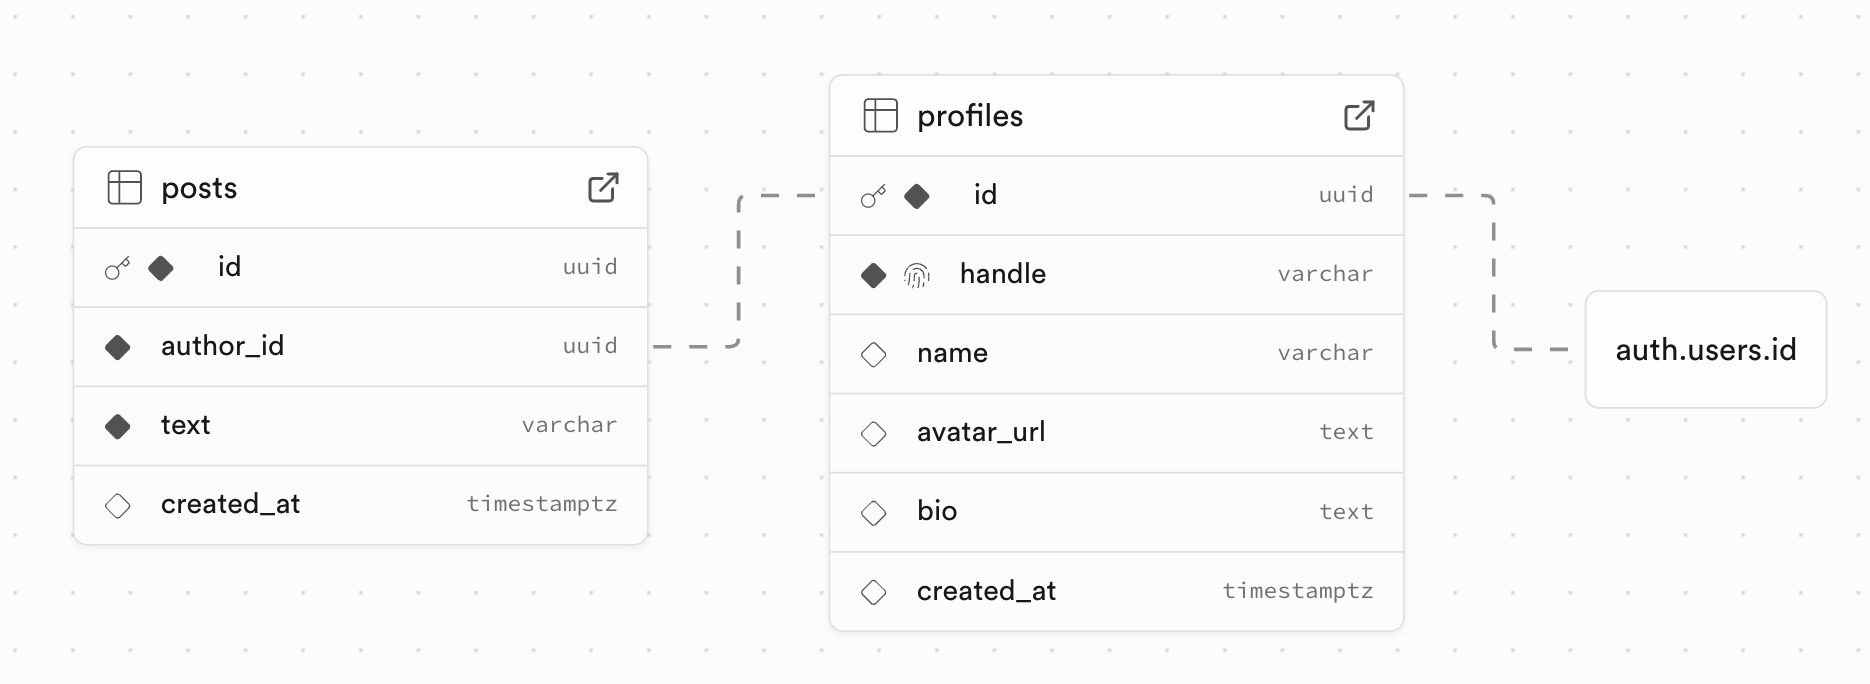 posts
id uuid
author_id uuid
text varchar
created_at timestamptz
profiles
id uuid
handle varchar
name varchar
avatar_url text
bio text
created_at timestamptz
auth.users.id